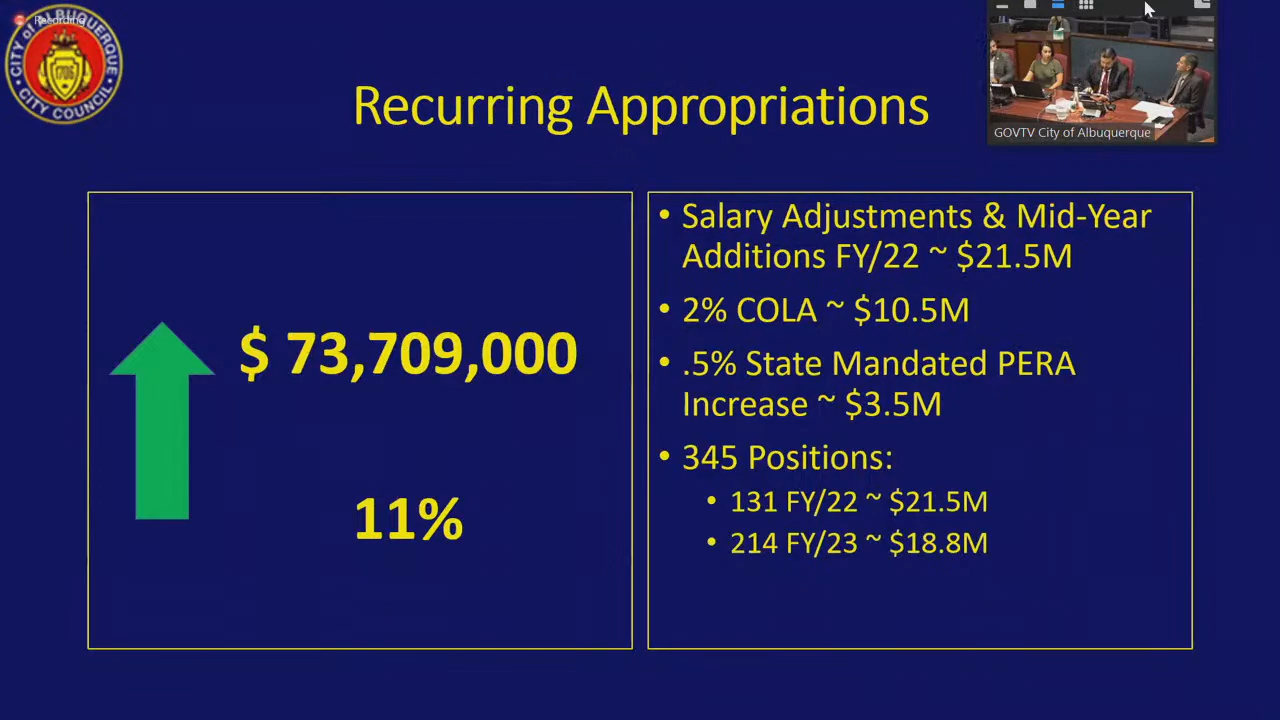 Recording
CITY OF ALBUQUERQUE
1706
CITY COUNCIL
Recurring Appropriations
GOVTV City of Albuquerque
$ 73,709,000
11%
• Salary Adjustments & Mid-Year
Additions FY/22 ~ $21.5M
• 2% COLA ~ $10.5M
• .5% State Mandated PERA
Increase ~ $3.5M
• 345 Positions:
• 131 FY/22 ~ $21.5M
• 214 FY/23 ~ $18.8M